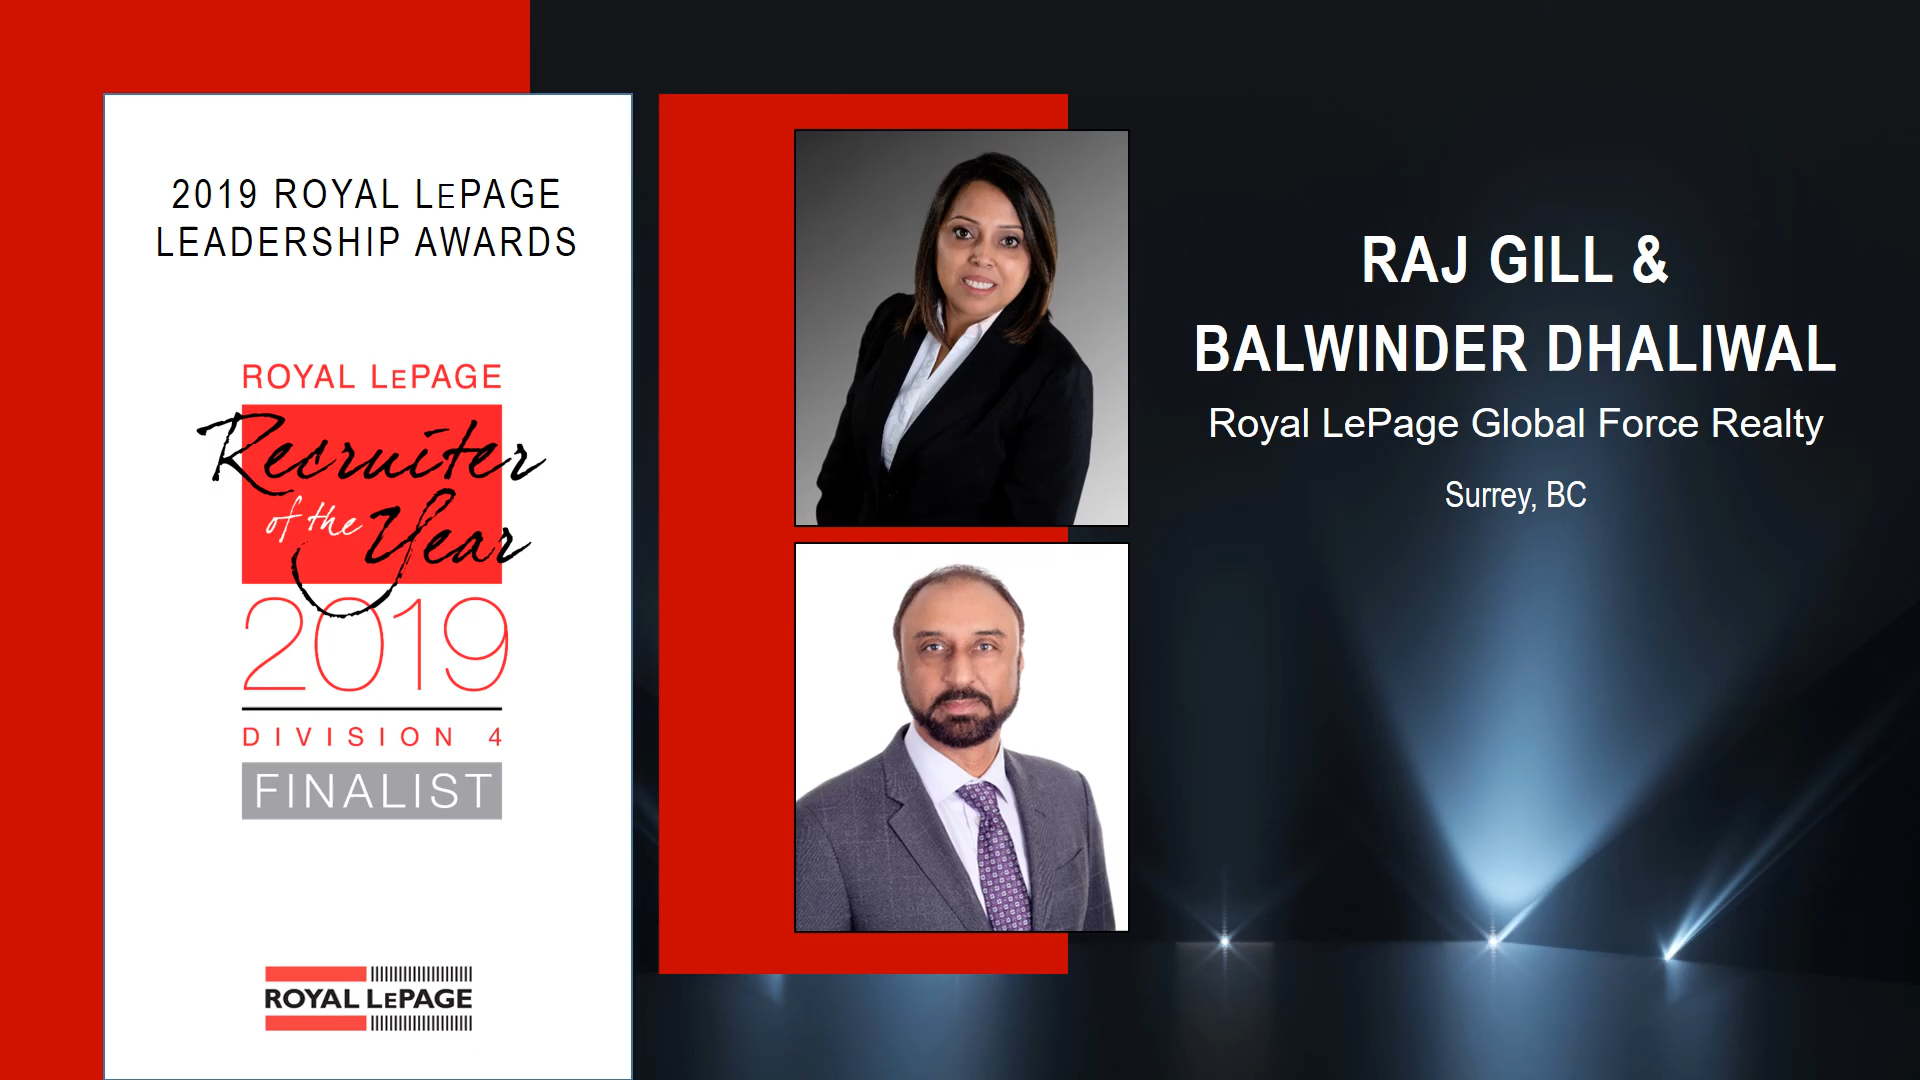 2019 ROYAL LEPAGE
LEADERSHIP AWARDS
ROYAL LEPAGE
Recruiter
of the Year
2019
DIVISION 4
FINALIST
ROYAL LEPAGE
RAJ GILL &
BALWINDER DHALIWAL
Royal LePage Global Force Realty
Surrey, BC